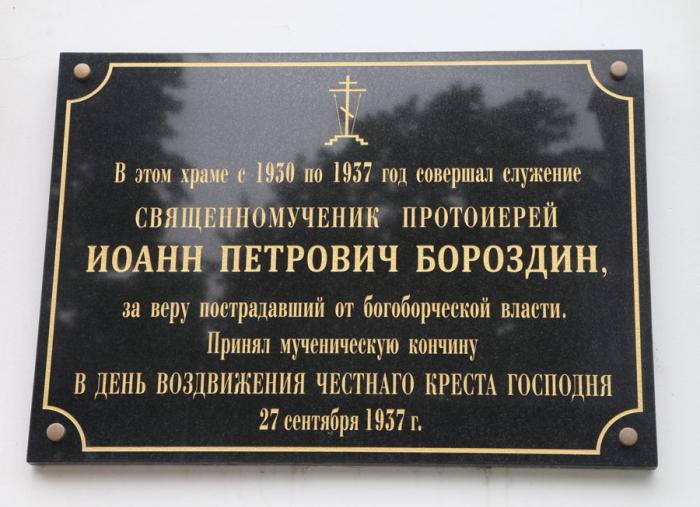 В этом храме с 1930 по 1937 год совершал служение
СВЯЩЕННОМУЧЕНИК ПРОТОИЕРЕЙ
ИОАНН ПЕТРОВИЧ БОРОЗДИН,
за веру пострадавший от богоборческой власти.
Принял мученическую кончину
В ДЕНЬ ВОЗДВИЖЕНИЯ ЧЕСТНАГО КРЕСТА ГОСПОДНЯ
27 сентября 1937 г.